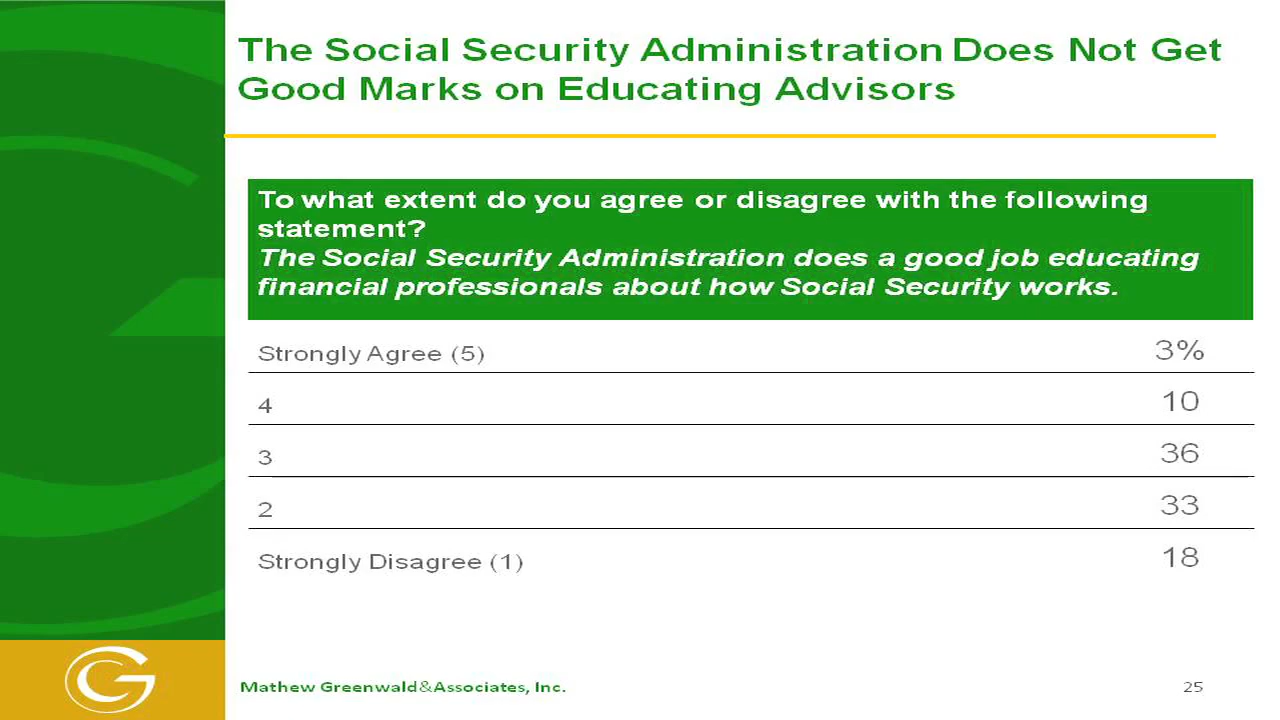 The Social Security Administration Does Not Get
Good Marks on Educating Advisors
To what extent do you agree or disagree with the following
statement?
The Social Security Administration does a good job educating
financial professionals about how Social Security works.
Strongly Agree (5) 3%
4 10
3 36
2 33
Strongly Disagree (1) 18
G
Mathew Greenwald&Associates, Inc. 25